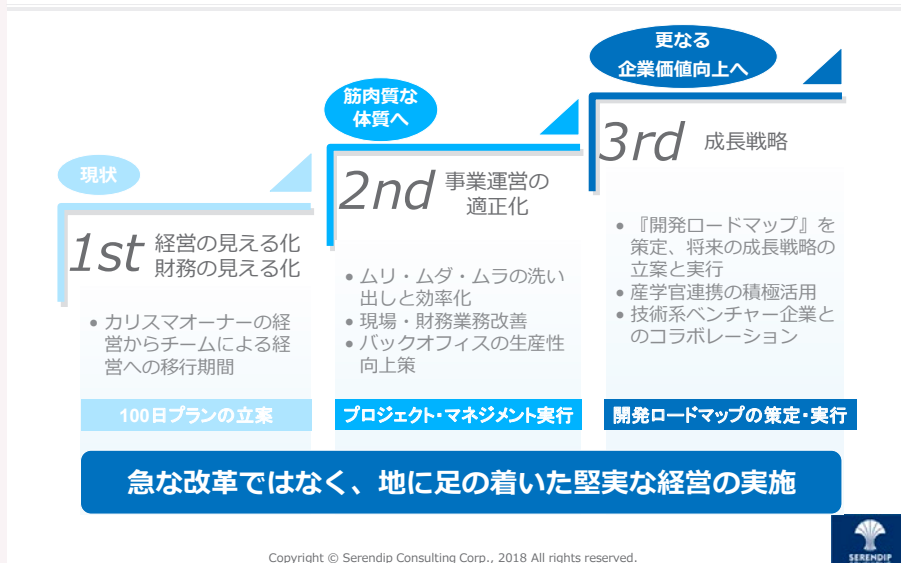 現状
1st 経営の見える化
財務の見える化
• カリスマオーナーの経
営からチームによる経
営への移行期間
100日プランの立案
筋肉質な
体質へ
2nd 事業運営の
適正化
• ムリ・ムダ・ムラの洗い
出しと効率化
• 現場・財務業務改善
• バックオフィスの生産性
向上策
プロジェクト・マネジメント実行
更なる
企業価値向上へ
3rd 成長戦略
• 『開発ロードマップ』を
策定、将来の成長戦略の
立案と実行
• 産学官連携の積極活用
• 技術系ベンチャー企業と
のコラボレーション
開発ロードマップの策定・実行
急な改革ではなく、地に足の着いた堅実な経営の実施
Copyright © Serendip Consulting Corp., 2018 All rights reserved.
SERENDIP